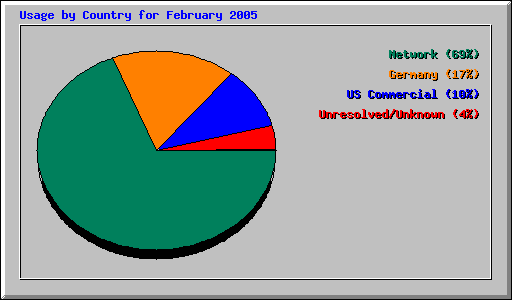 Usage by Country for February 2005
Network (69%)
Germany (17%)
US Commercial (10%)
Unresolved/Unknown (4%)